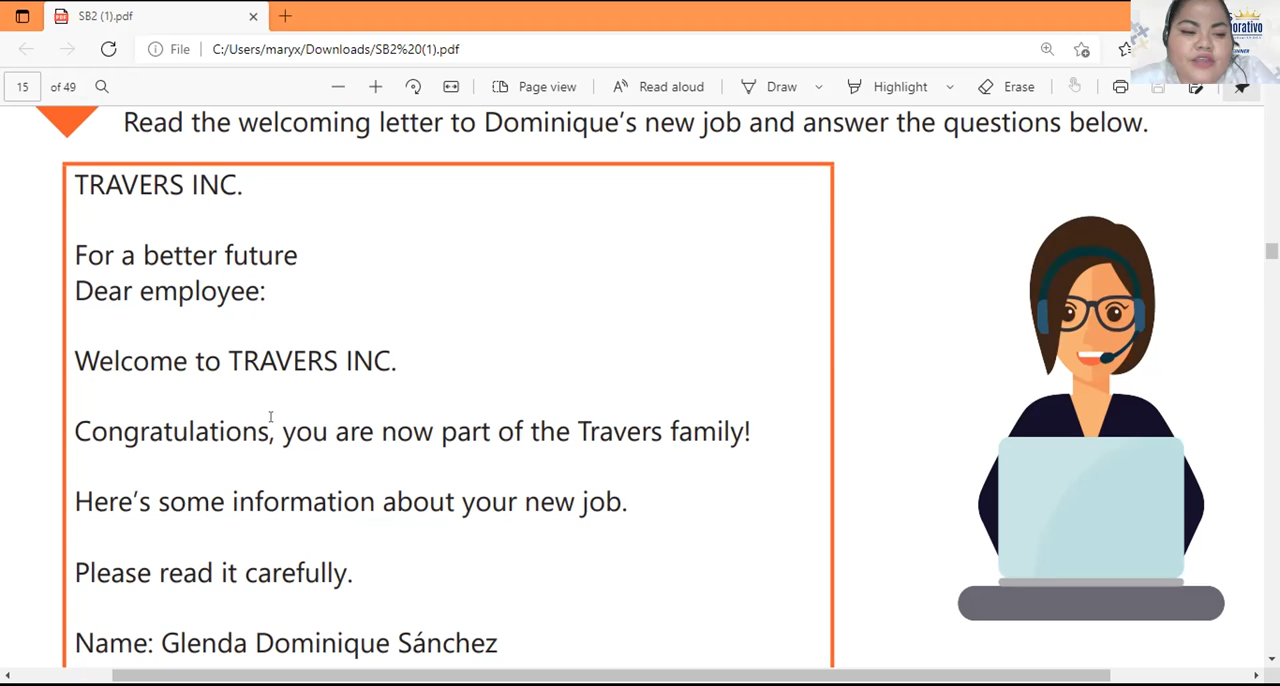 SB2 (1).pdf
File
C:/Users/maryx/Downloads/SB2%20(1).pdf
orativo
15 of 49
Page view
Read aloud
Draw
Highlight
Erase
Read the welcoming letter to Dominique's new job and answer the questions below.
TRAVERS INC.
For a better future
Dear employee:
Welcome to TRAVERS INC.
Congratulations, you are now part of the Travers family!
Here's some information about your new job.
Please read it carefully.
Name: Glenda Dominique Sánchez